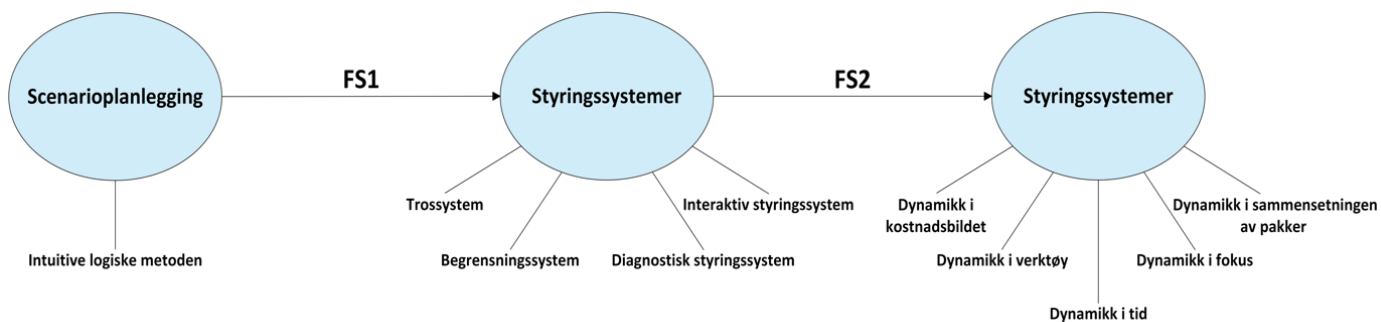 Scenarioplanlegging
FS1
Styringssystemer
FS2
Styringssystemer
Intuitive logiske metoden
Trossystem
Begrensningssystem
Diagnostisk styringssystem
Interaktiv styringssystem
Dynamikk i
kostnadsbildet
Dynamikk i verktøy
Dynamikk i tid
Dynamikk i fokus
Dynamikk i sammensetningen
av pakker